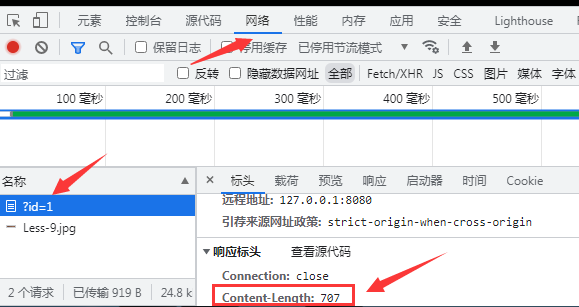 元素 控制台 源代码 网络 性能 内存 应用 Lighthouse
保留日志 停用缓存 已停用节流模式
过滤 反转 隐藏数据网址 全部 Fetch/XHR JS CSS 图片 媒体 字体
100 毫秒 200 毫秒 300 毫秒 400 毫秒 500 毫秒
名称 × 标头 载荷 预览 响应 启动器 时间 Cookie
?id=1
Less-9.jpg
远程地址: 127.0.0.1:8080
引荐来源网址政策: strict-origin-when-cross-origin
响应标头 查看源代码
Connection: close
Content-Length: 707
2 个请求 已传输 919 B 24.8 k